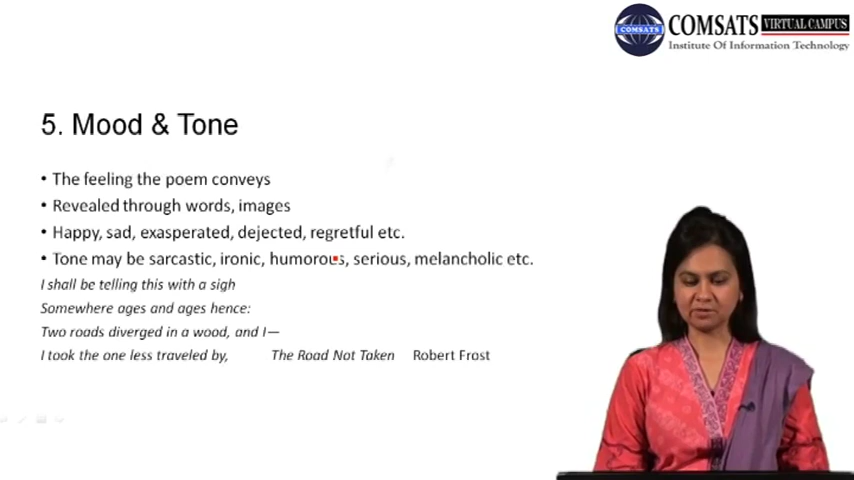 COMSATS VIRTUAL CAMPUS
COMSATS
Institute Of Information Technology
5. Mood & Tone
• The feeling the poem conveys
• Revealed through words, images
• Happy, sad, exasperated, dejected, regretful etc.
• Tone may be sarcastic, ironic, humorous, serious, melancholic etc.
I shall be telling this with a sigh
Somewhere ages and ages hence:
Two roads diverged in a wood, and I—
I took the one less traveled by, The Road Not Taken Robert Frost